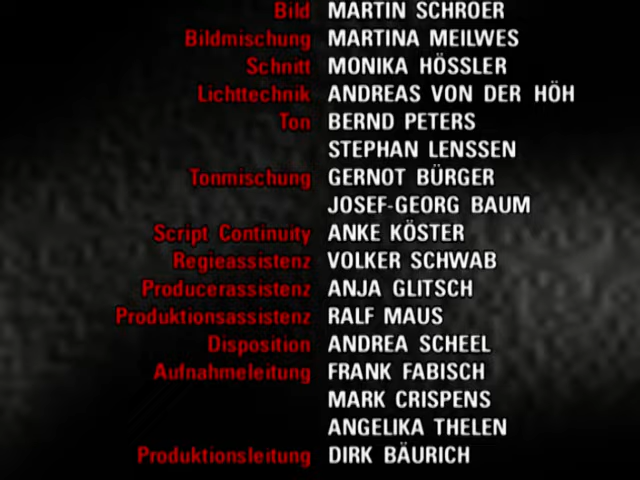 Bild MARTIN SCHROER
Bildmischung MARTINA MEILWES
Schnitt MONIKA HÖSSLER
Lichttechnik ANDREAS VON DER HÖH
Ton BERND PETERS
STEPHAN LENSSEN
Tonmischung GERNOT BÜRGER
JOSEF-GEORG BAUM
Script Continuity ANKE KÖSTER
Regieassistenz VOLKER SCHWAB
Producerassistenz ANJA GLITSCH
Produktionsassistenz RALF MAUS
Disposition ANDREA SCHEEL
Aufnahmeleitung FRANK FABISCH
MARK CRISPENS
ANGELIKA THELEN
Produktionsleitung DIRK BÄURICH